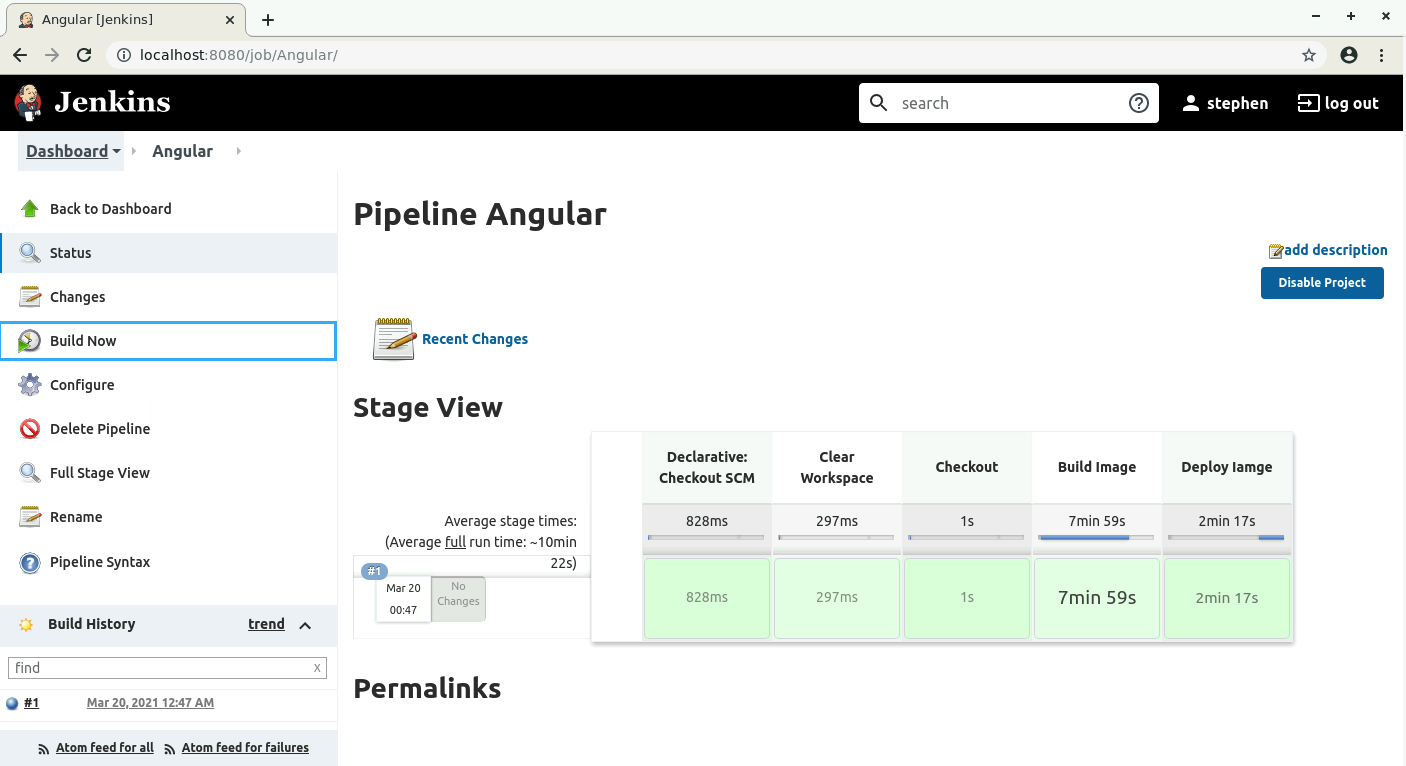 Angular [Jenkins]
localhost:8080/job/Angular/
Jenkins
search
stephen
log out
Dashboard
Angular
Back to Dashboard
Status
Changes
Build Now
Configure
Delete Pipeline
Full Stage View
Rename
Pipeline Syntax
Build History
trend
find
x
#1
Mar 20, 2021 12:47 AM
Atom feed for all
Atom feed for failures
Pipeline Angular
add description
Disable Project
Recent Changes
Stage View
Declarative:
Checkout SCM
Clear
Workspace
Checkout
Build Image
Deploy Iamge
Average stage times:
(Average full run time: ~10min
22s)
828ms
297ms
1s
7min 59s
2min 17s
#1
Mar 20
00:47
No
Changes
828ms
297ms
1s
7min 59s
2min 17s
Permalinks